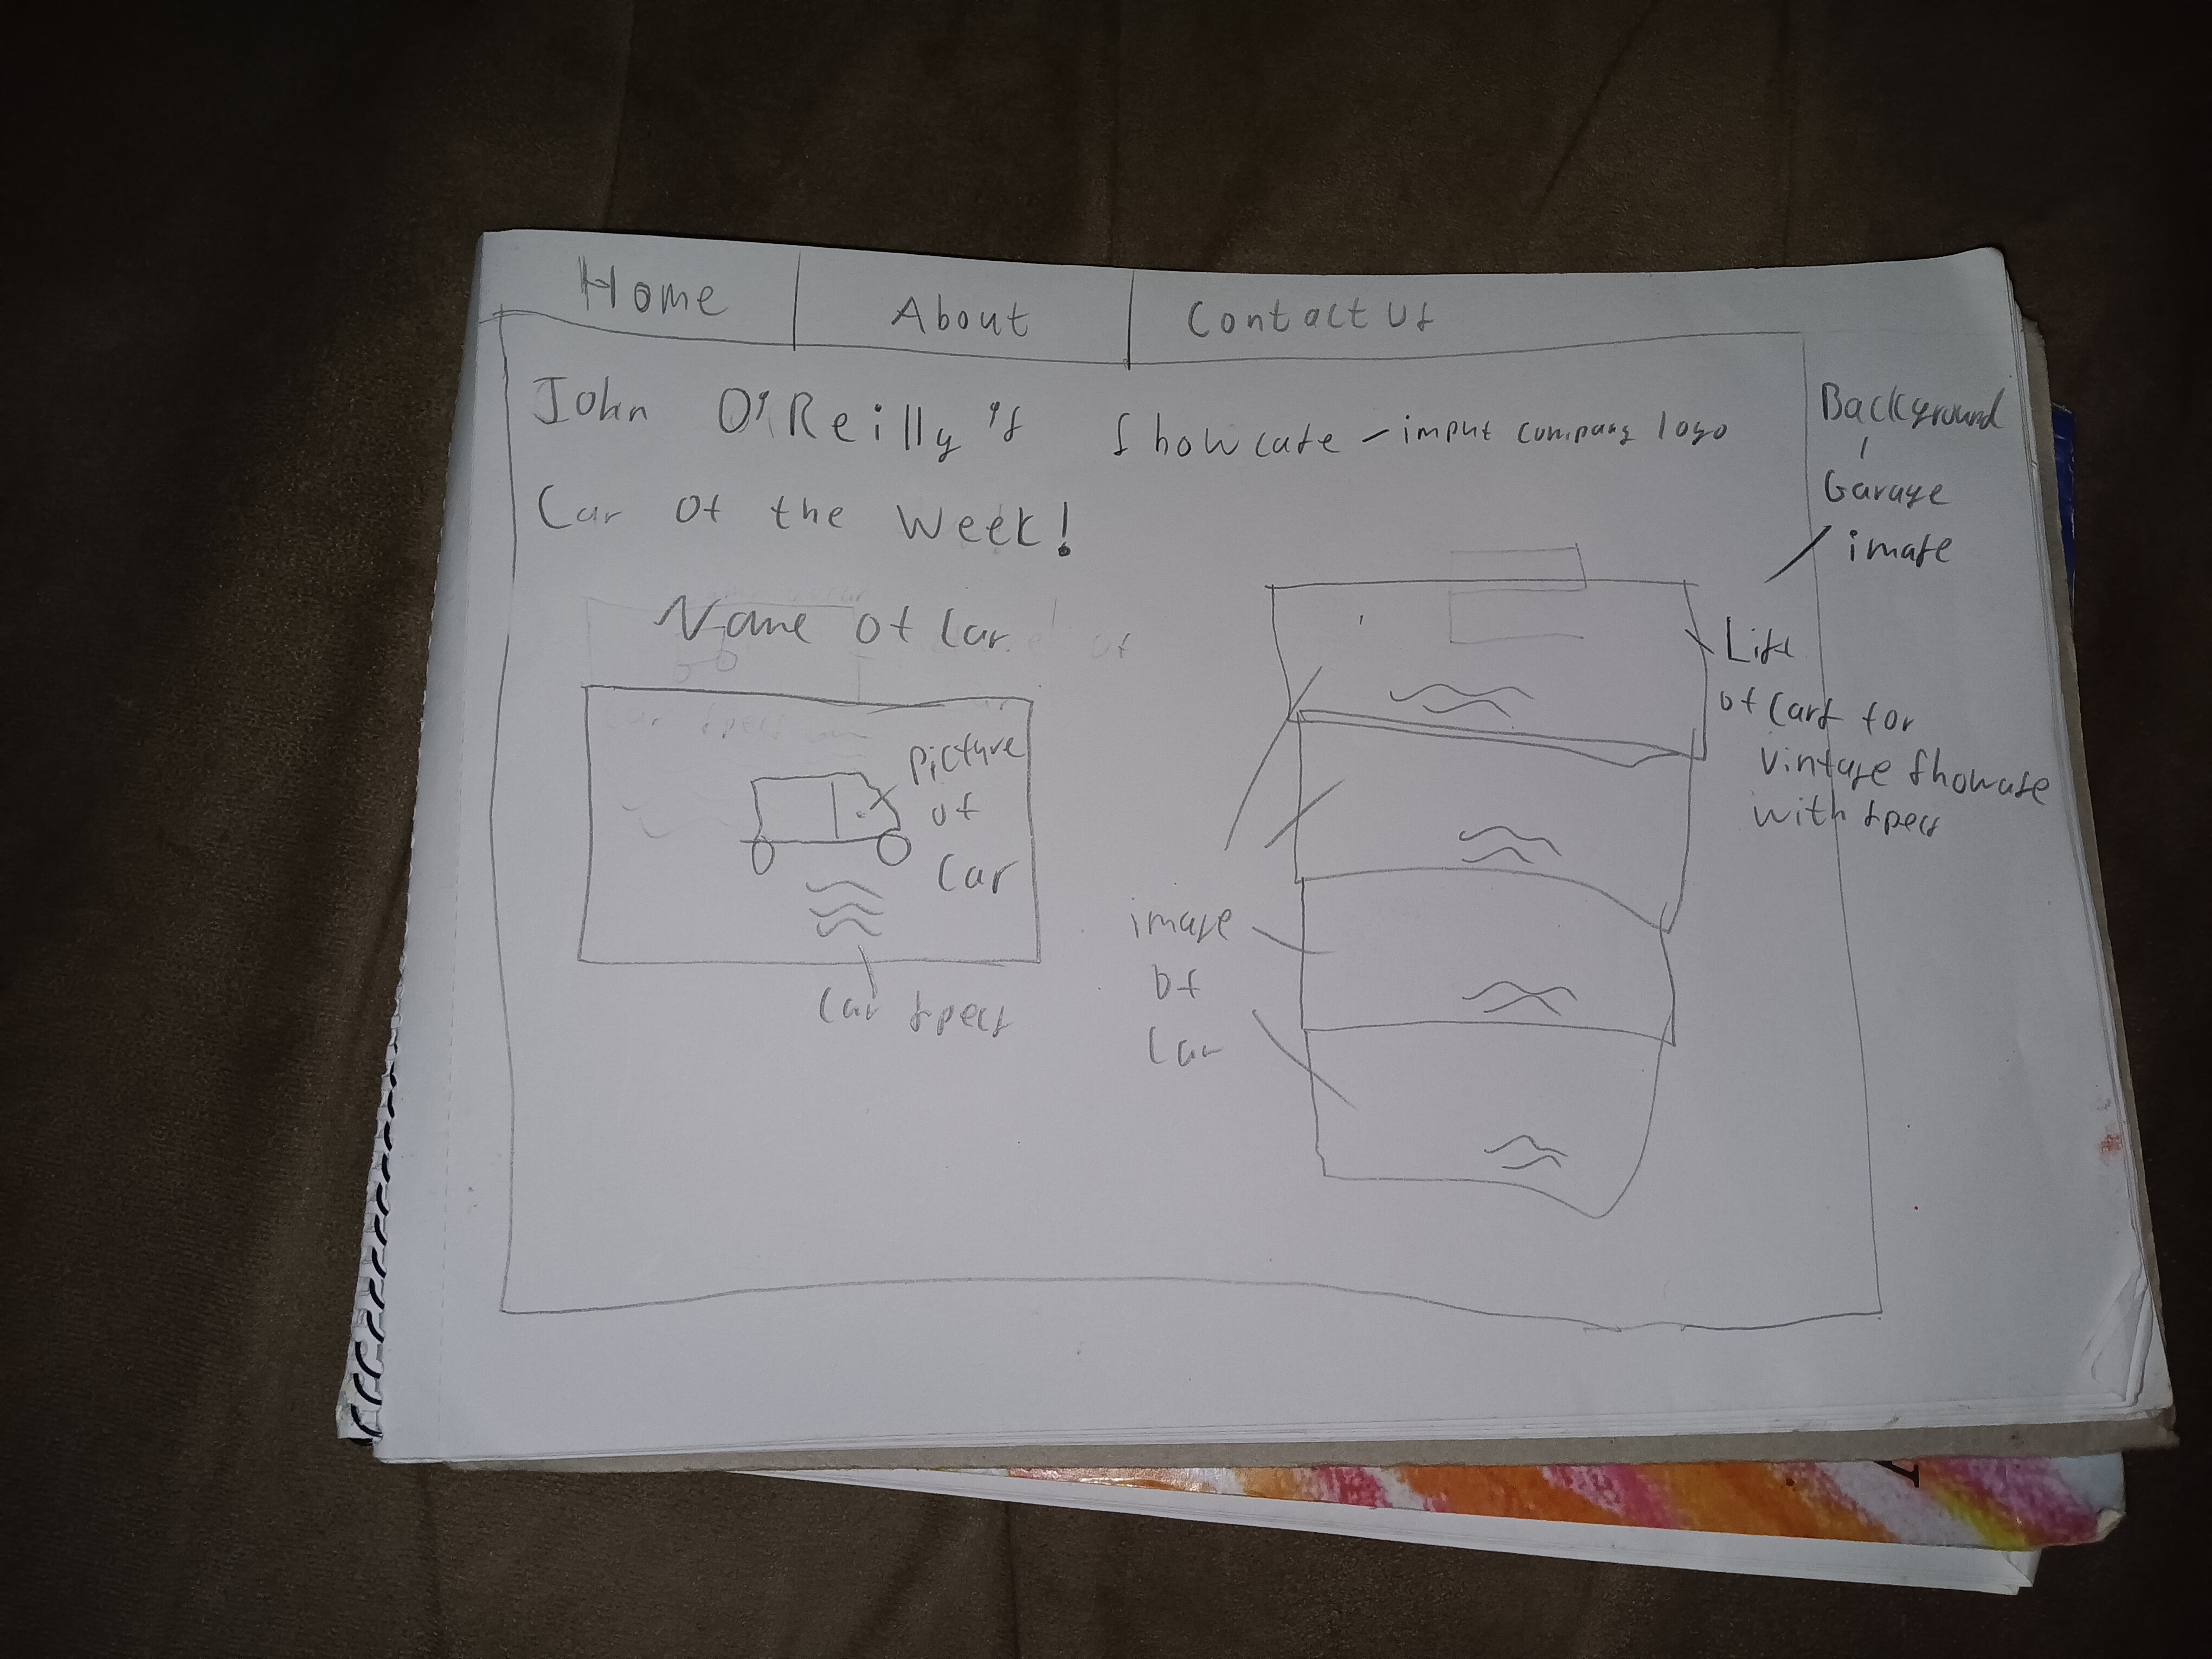 Home
About
Contact Us
John O'Reilly's Showcase - imput company logo
Car of the Week!
Name of Car
Picture
of
Car
Car specs
image
of
Car
Background
Garage
image
List
of Cars for
Vintage Showcase
with specs